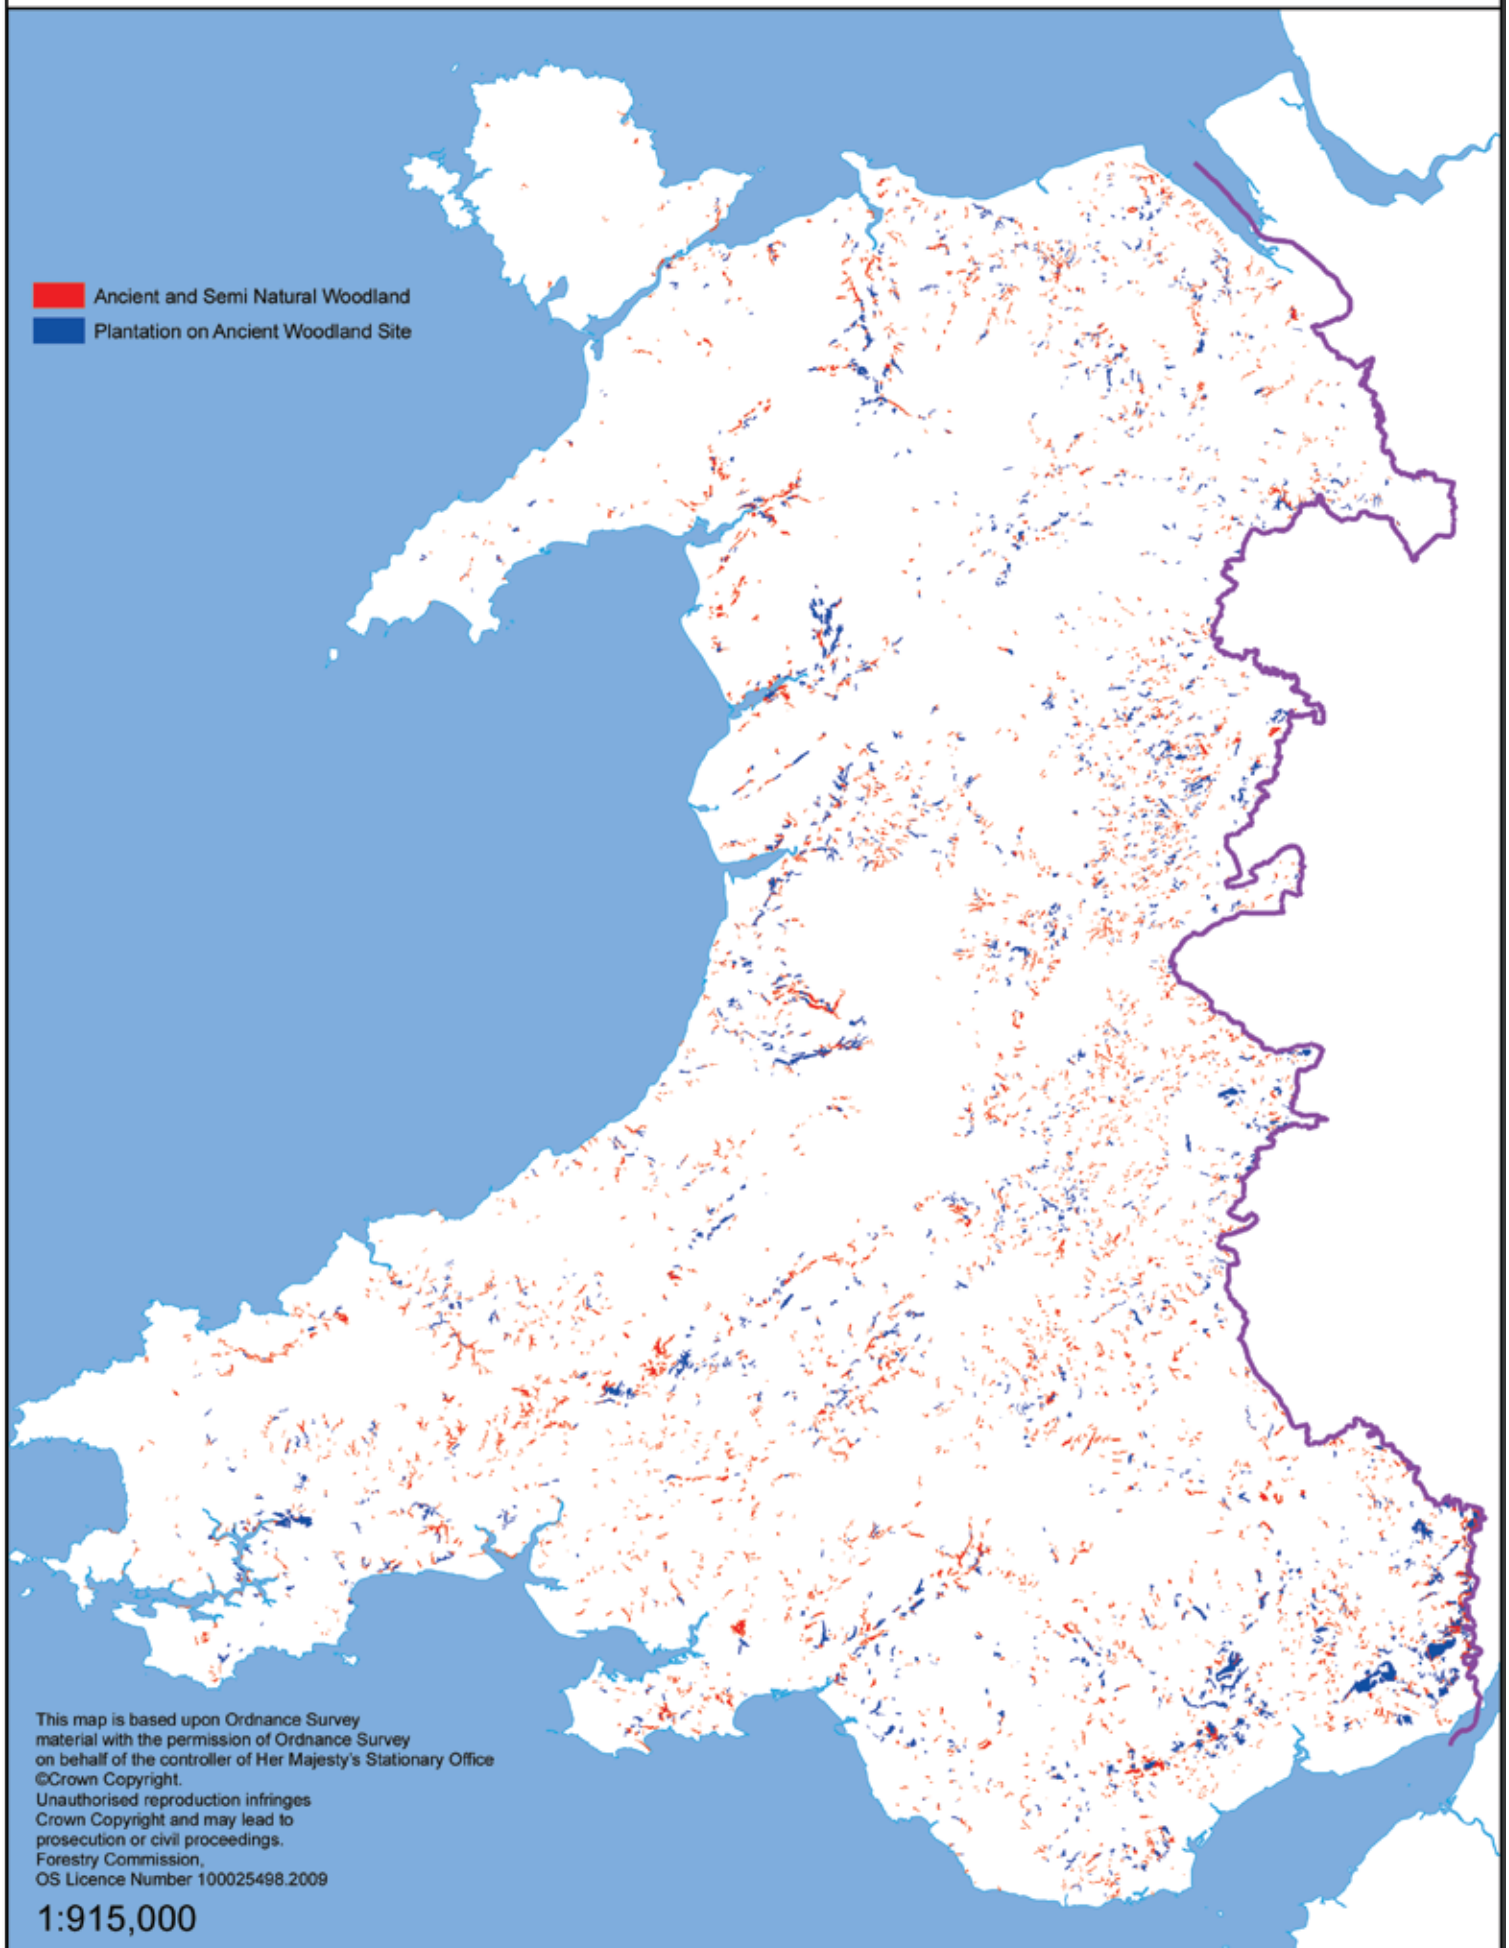 Ancient and Semi Natural Woodland
Plantation on Ancient Woodland Site
This map is based upon Ordnance Survey
material with the permission of Ordnance Survey
on behalf of the controller of Her Majesty's Stationary Office
©Crown Copyright.
Unauthorised reproduction infringes
Crown Copyright and may lead to
prosecution or civil proceedings.
Forestry Commission,
OS Licence Number 100025498.2009
1:915,000